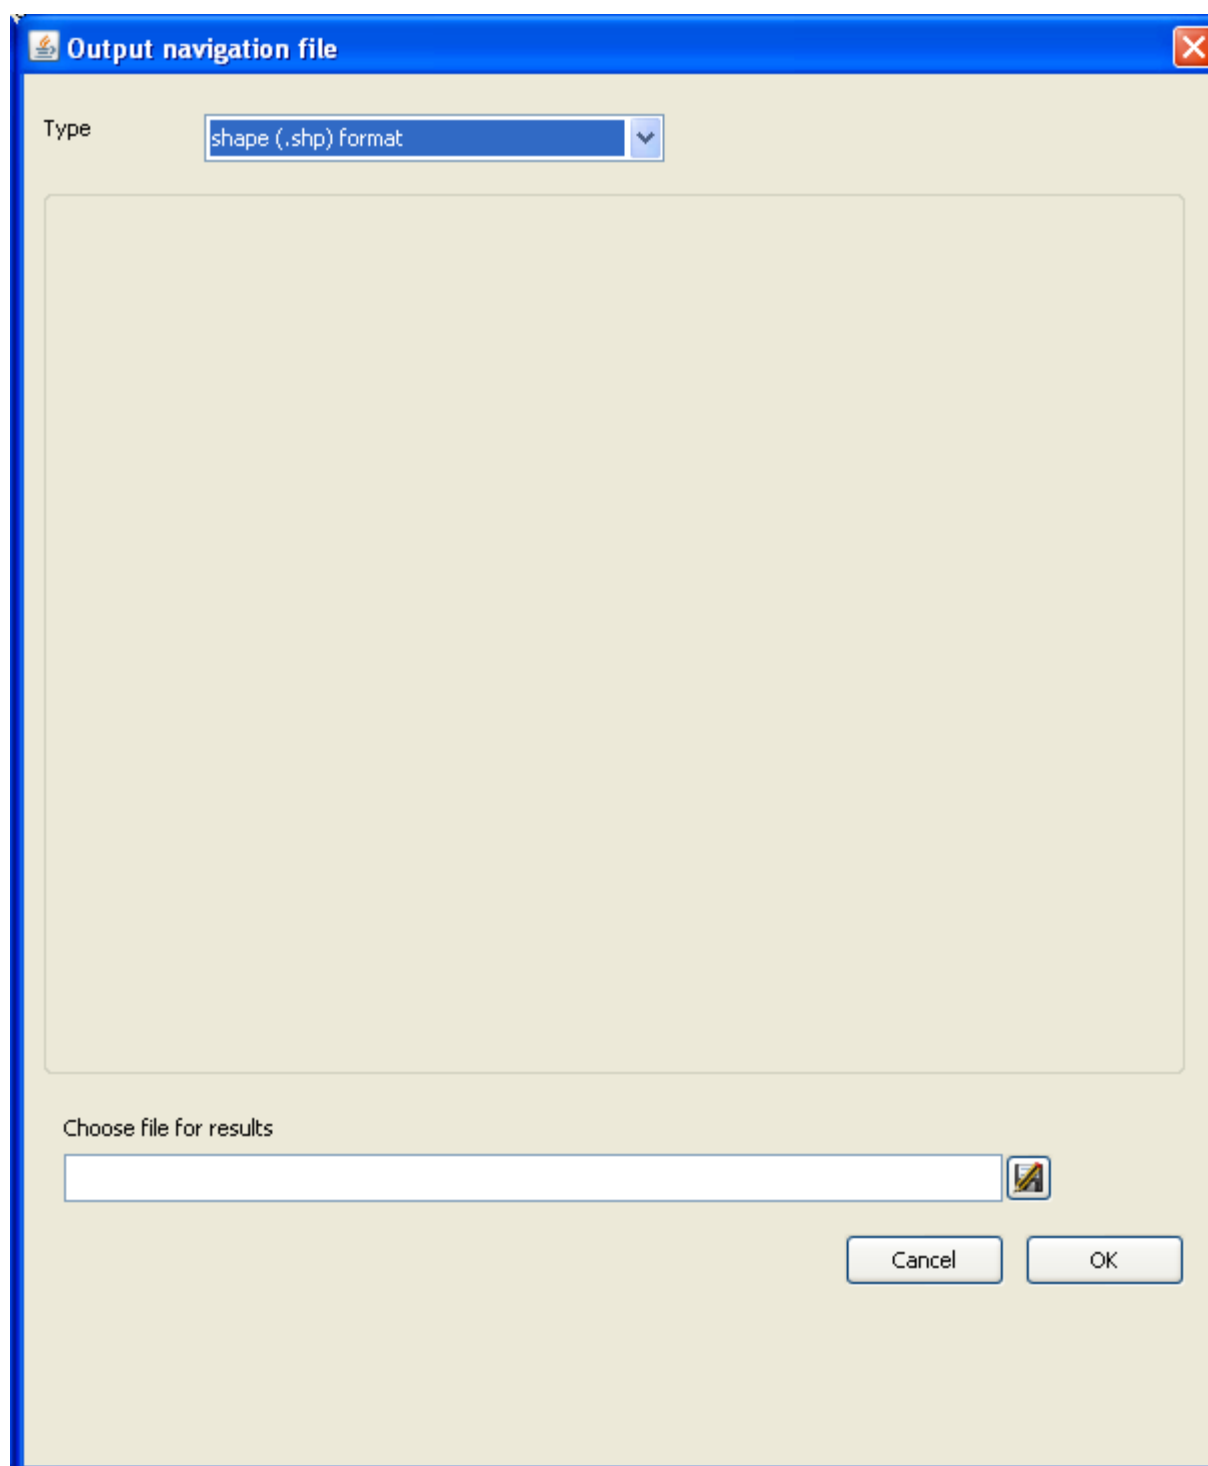 Output navigation file
Type
shape (.shp) format
Choose file for results
Cancel
OK